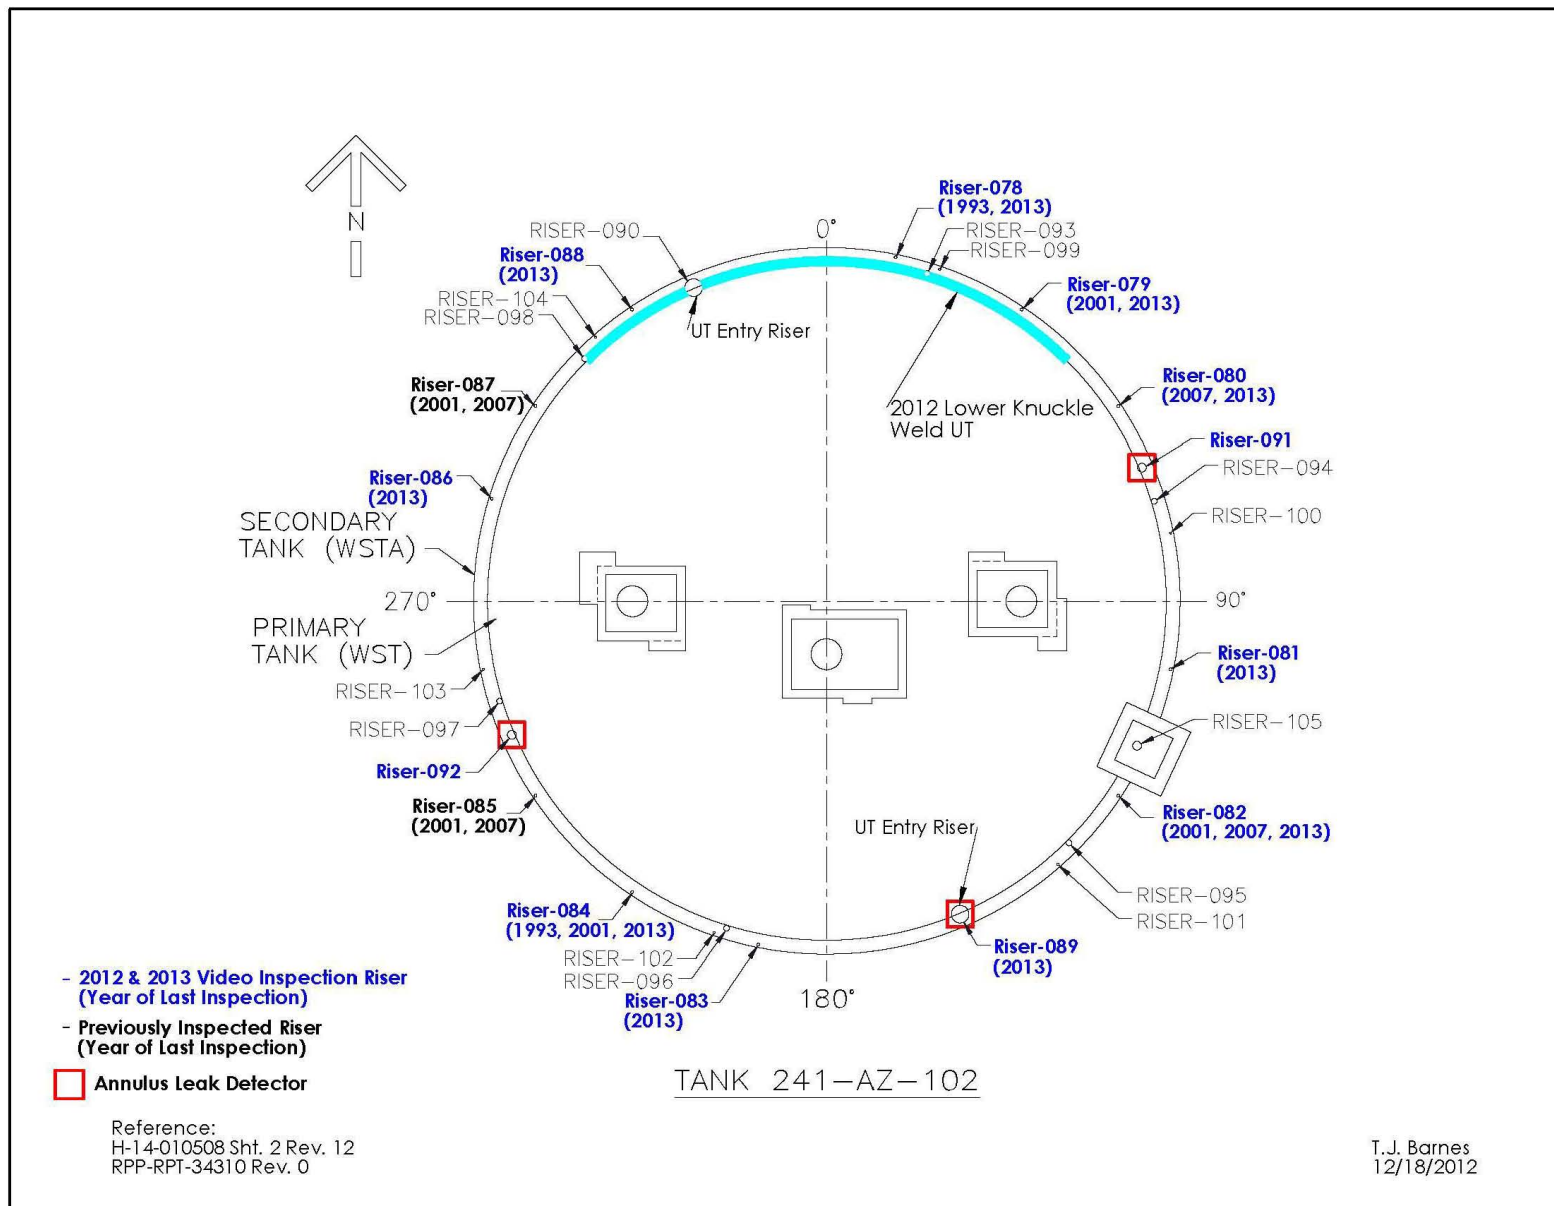 N
0°
Riser-078
(1993, 2013)
RISER-090
RISER-093
RISER-099
Riser-088
(2013)
RISER-104
RISER-098
Riser-079
(2001, 2013)
UT Entry Riser
Riser-087
(2001, 2007)
Riser-080
(2007, 2013)
2012 Lower Knuckle
Weld UT
Riser-091
RISER-094
Riser-086
(2013)
RISER-100
SECONDARY
TANK (WSTA)
270°
90°
PRIMARY
TANK (WST)
Riser-081
(2013)
RISER-103
RISER-097
RISER-105
Riser-092
Riser-085
(2001, 2007)
Riser-082
(2001, 2007, 2013)
UT Entry Riser
RISER-095
RISER-101
Riser-084
(1993, 2001, 2013)
RISER-102
RISER-096
Riser-089
(2013)
Riser-083
(2013)
180°
- 2012 & 2013 Video Inspection Riser
(Year of Last Inspection)
- Previously Inspected Riser
(Year of Last Inspection)
Annulus Leak Detector
TANK 241-AZ-102
Reference:
H-14-010508 Sht. 2 Rev. 12
RPP-RPT-34310 Rev. 0
T.J. Barnes
12/18/2012